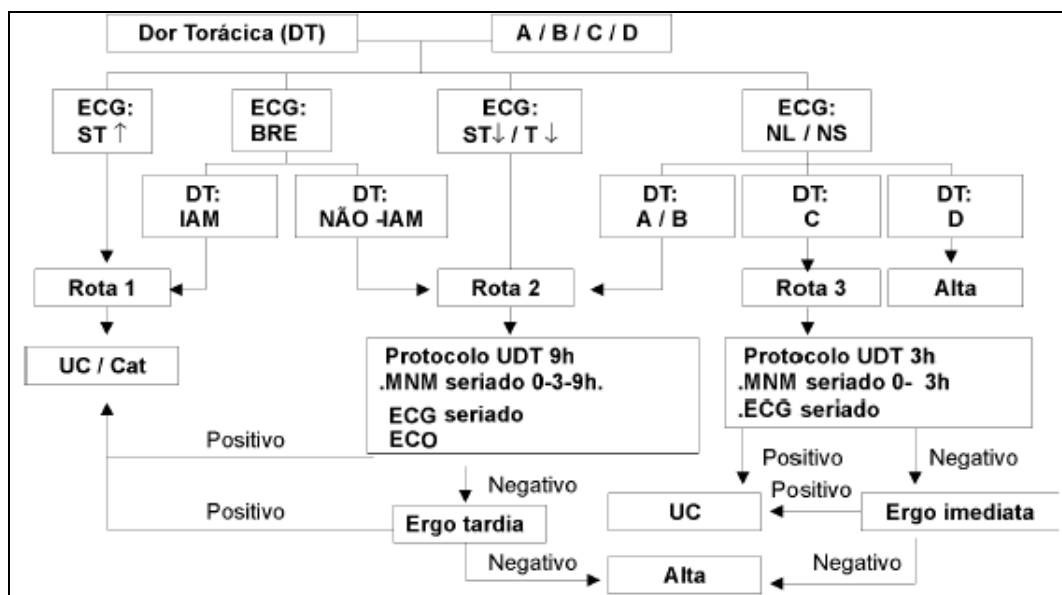 Dor Torácica (DT)
A / B / C / D
ECG:
ST ↑
ECG:
BRE
ECG:
ST↓ / T ↓
ECG:
NL / NS
DT:
IAM
DT:
NÃO -IAM
DT:
A / B
DT:
C
DT:
D
Rota 1
Rota 2
Rota 3
Alta
UC / Cat
Protocolo UDT 9h
.MNM seriado 0-3-9h.
ECG seriado
ECO
Protocolo UDT 3h
.MNM seriado 0- 3h
.ECG seriado
Positivo
Negativo
Positivo
Negativo
Positivo
Positivo
Ergo tardia
UC
Ergo imediata
Negativo
Negativo
Alta